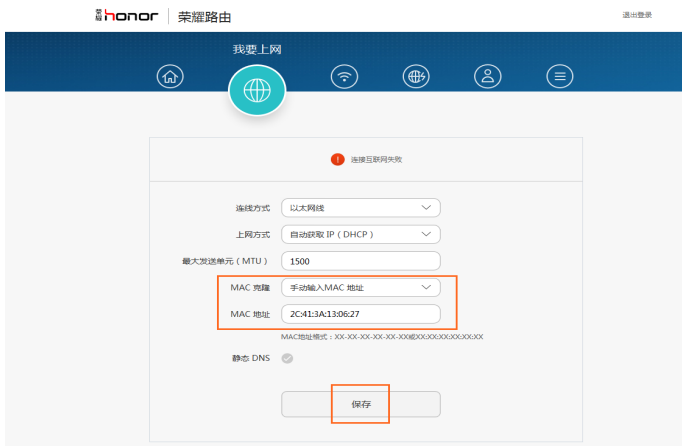 荣耀 honor 荣耀路由
退出登录
我要上网
连接互联网失败
连线方式 以太网线
上网方式 自动获取 IP（DHCP）
最大发送单元（MTU） 1500
MAC 克隆 手动输入MAC 地址
MAC 地址 2C:41:3A:13:06:27
MAC地址格式：XX-XX-XX-XX-XX-XX或XX:XX:XX:XX:XX:XX
静态 DNS
保存